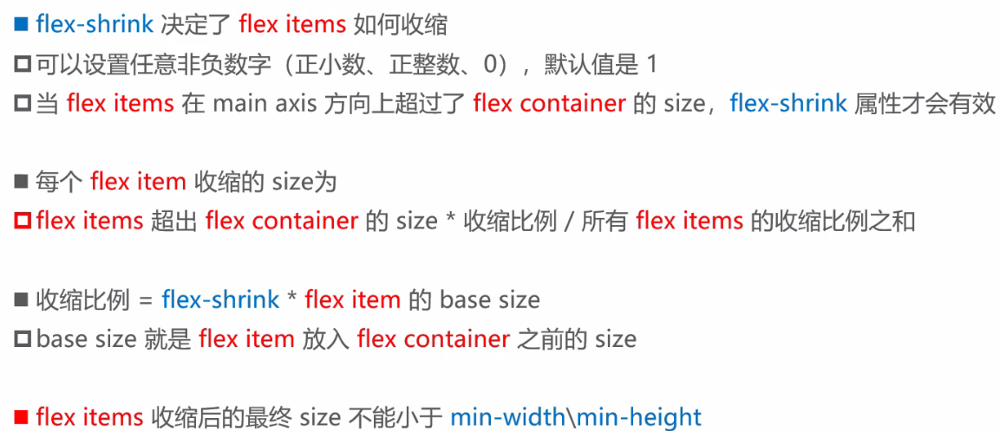 flex-shrink 决定了 flex items 如何收缩
可以设置任意非负数字（正小数、正整数、0），默认值是 1
当 flex items 在 main axis 方向上超过了 flex container 的 size，flex-shrink 属性才会有效
每个 flex item 收缩的 size为
flex items 超出 flex container 的 size * 收缩比例 / 所有 flex items 的收缩比例之和
收缩比例 = flex-shrink * flex item 的 base size
base size 就是 flex item 放入 flex container 之前的 size
flex items 收缩后的最终 size 不能小于 min-width\min-height